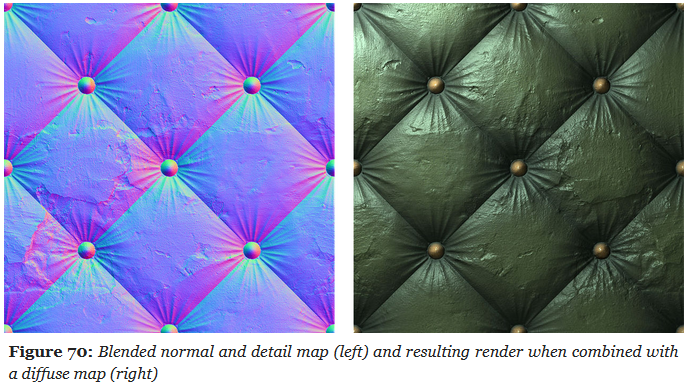 Figure 70: Blended normal and detail map (left) and resulting render when combined with
a diffuse map (right)